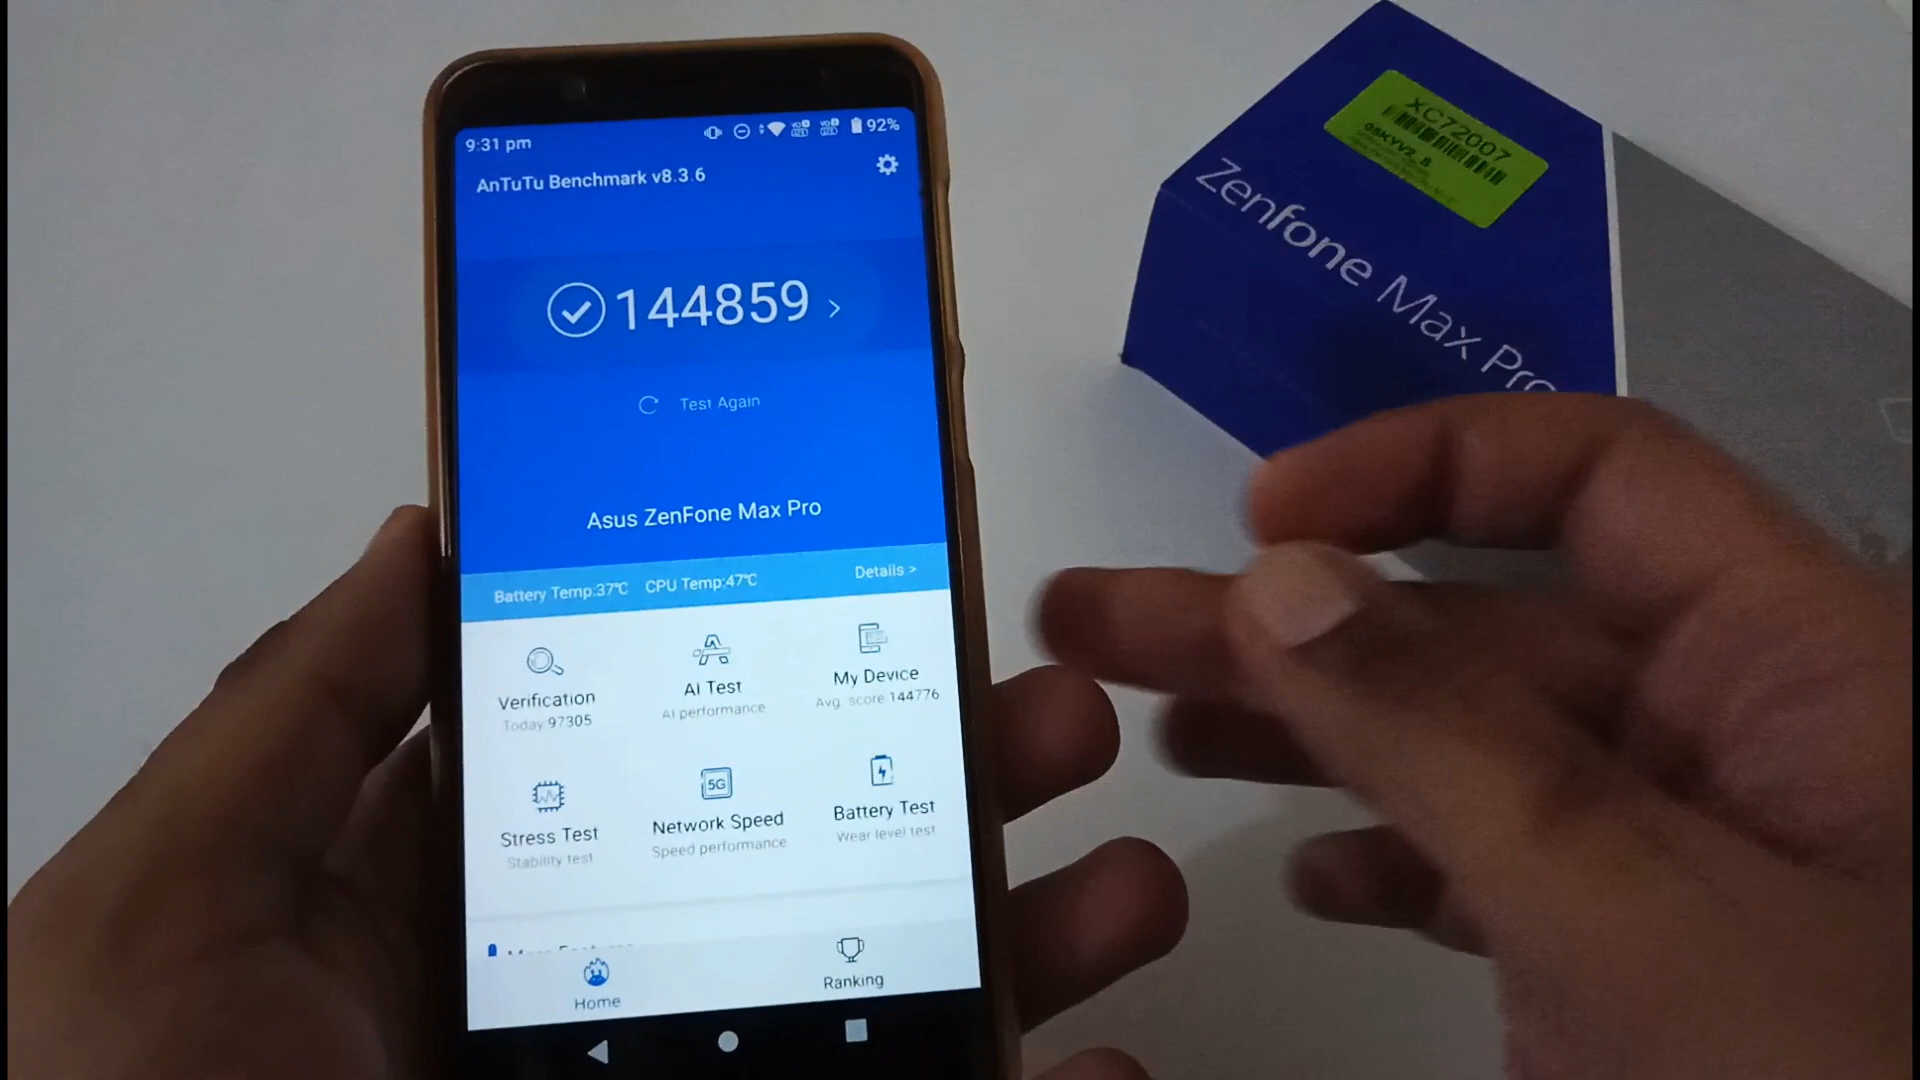 9:31 pm
92%
AnTuTu Benchmark v8.3.6
144859 >
Test Again
Asus ZenFone Max Pro
Battery Temp:37℃ CPU Temp:47℃ Details >
Verification
Today 97305
AI Test
AI performance
My Device
Avg. score 144776
Stress Test
Stability test
5G
Network Speed
Speed performance
Battery Test
Wear level test
Home
Ranking
XC72007
Zenfone Max Pro